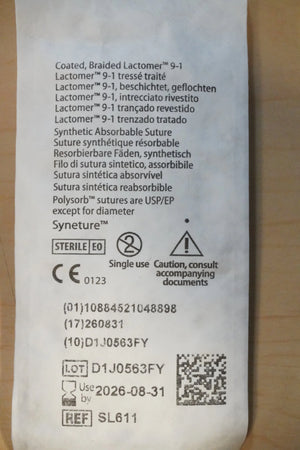 Coated, Braided Lactomer™ 9-1
Lactomer™ 9-1 tressé traité
Lactomer™ 9-1, beschichtet, geflochten
Lactomer™ 9-1, intrecciato rivestito
Lactomer™ 9-1 trançado revestido
Lactomer™ 9-1 trenzado tratado
Synthetic Absorbable Suture
Suture synthétique résorbable
Resorbierbare Fäden, synthetisch
Filo di sutura sintetico, assorbibile
Sutura sintética absorvível
Sutura sintética reabsorbible
Polysorb™ sutures are USP/EP
except for diameter
Syneture™
STERILE EO
2
Single use
Caution, consult
accompanying
documents
CE 0123
(01)10884521048898
(17)260831
(10)D1J0563FY
LOT D1J0563FY
Use by 2026-08-31
REF SL611